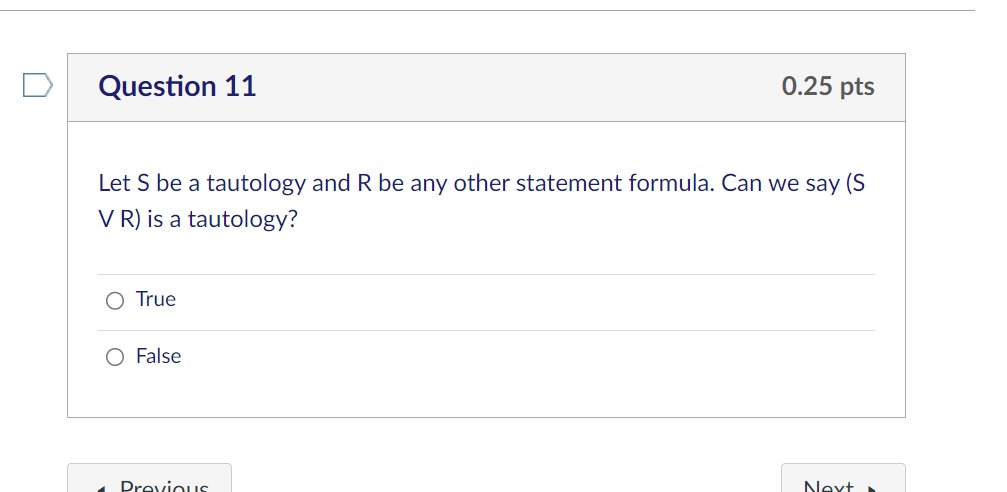 Question 11
0.25 pts
Let S be a tautology and R be any other statement formula. Can we say (S
V R) is a tautology?
True
False
Previous
Next